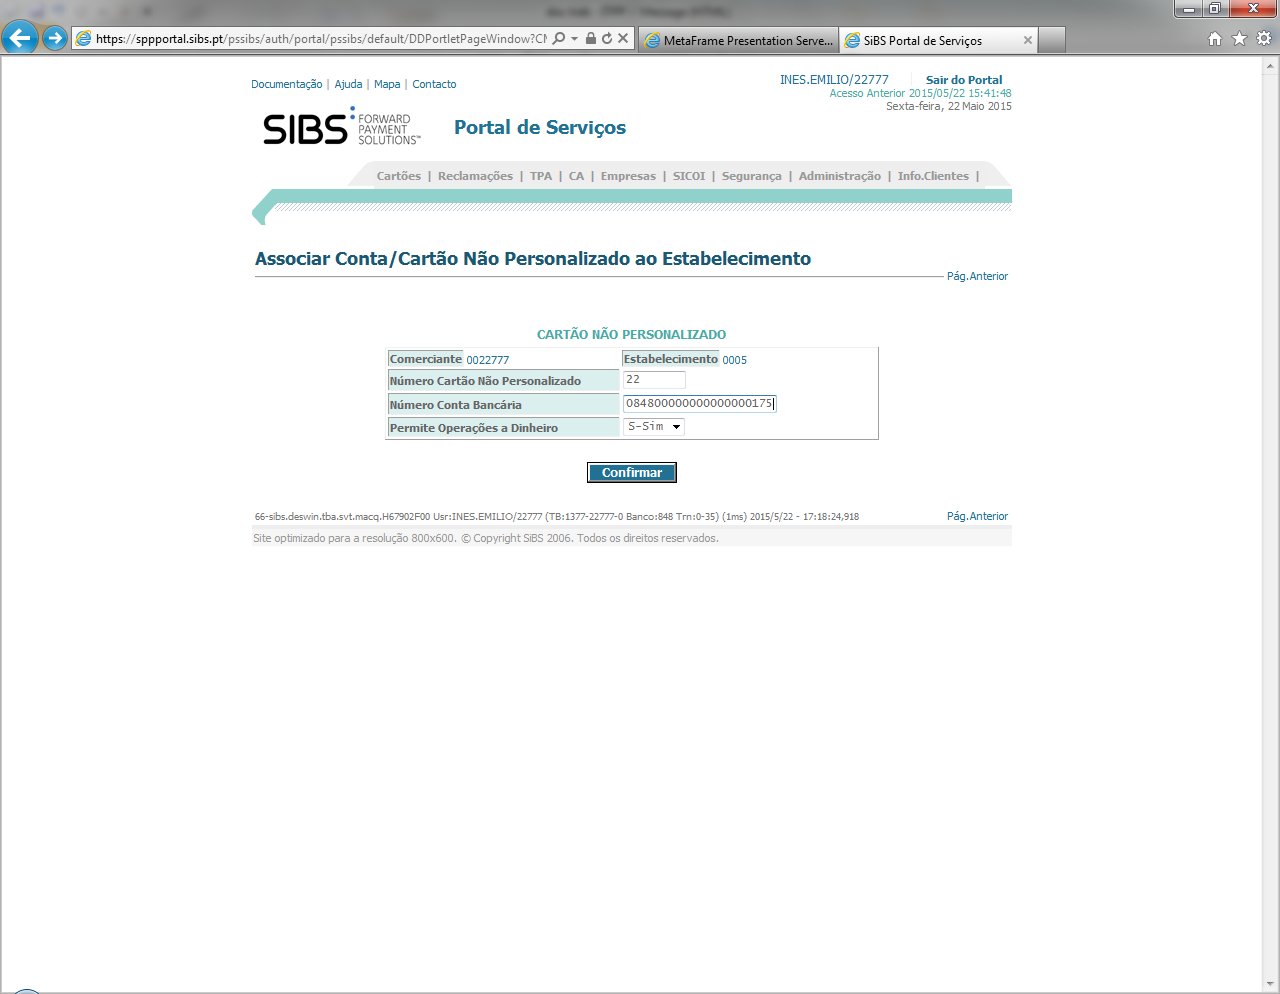 https://sppportal.sibs.pt/pssibs/auth/portal/pssibs/default/DDPortletPageWindow?CM
MetaFrame Presentation Serve...
SiBS Portal de Serviços
Documentação | Ajuda | Mapa | Contacto
INES.EMILIO/22777
Sair do Portal
Acesso Anterior 2015/05/22 15:41:48
Sexta-feira, 22 Maio 2015
SIBS FORWARD PAYMENT SOLUTIONS™
Portal de Serviços
Cartões | Reclamações | TPA | CA | Empresas | SICOI | Segurança | Administração | Info.Clientes |
Associar Conta/Cartão Não Personalizado ao Estabelecimento
Pág.Anterior
CARTÃO NÃO PERSONALIZADO
Comerciante 0022777 Estabelecimento 0005
Número Cartão Não Personalizado 22
Número Conta Bancária 084800000000000000175
Permite Operações a Dinheiro S-Sim
Confirmar
66-sibs.deswin.tba.svt.macq.H67902F00 Usr:INES.EMILIO/22777 (TB:1377-22777-0 Banco:848 Trn:0-35) (1ms) 2015/5/22 - 17:18:24,918
Pág.Anterior
Site optimizado para a resolução 800x600. © Copyright SiBS 2006. Todos os direitos reservados.